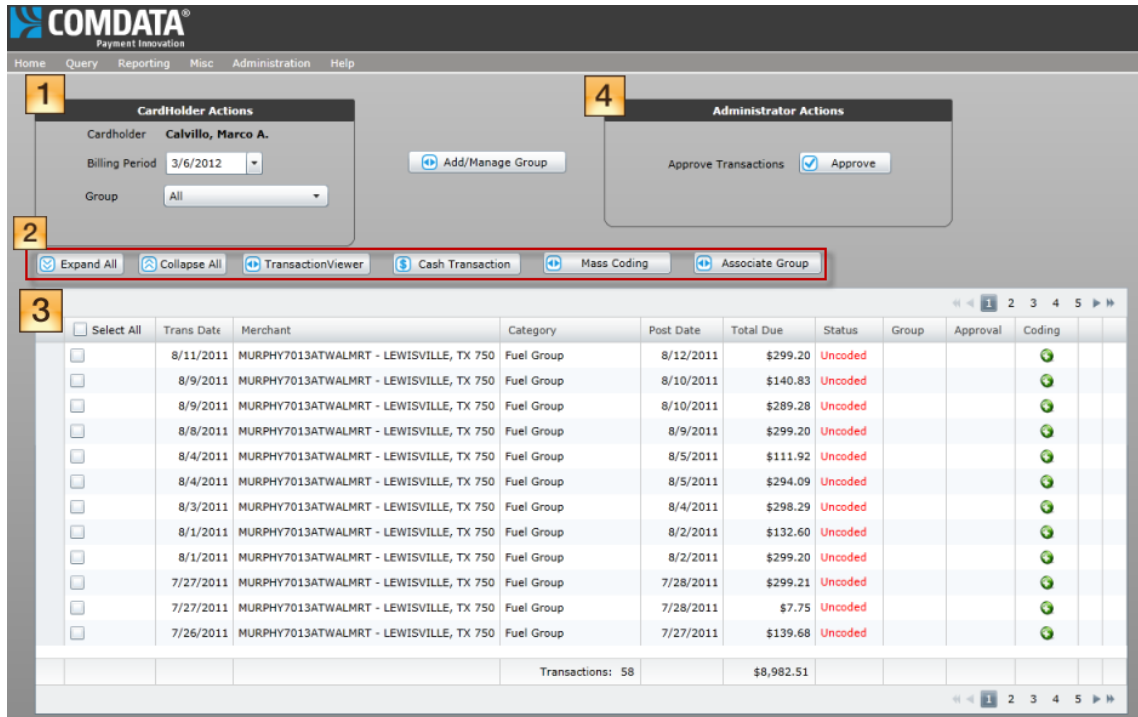 COMDATA®
Payment Innovation
Home Query Reporting Misc Administration Help
1
4
CardHolder Actions
Administrator Actions
Cardholder Calvillo, Marco A.
Billing Period 3/6/2012
Add/Manage Group
Approve Transactions Approve
Group All
2
Expand All Collapse All TransactionViewer $ Cash Transaction Mass Coding Associate Group
3
1 2 3 4 5
Select All Trans Date Merchant Category Post Date Total Due Status Group Approval Coding
8/11/2011 MURPHY7013ATWALMRT - LEWISVILLE, TX 750 Fuel Group 8/12/2011 $299.20 Uncoded
8/9/2011 MURPHY7013ATWALMRT - LEWISVILLE, TX 750 Fuel Group 8/10/2011 $140.83 Uncoded
8/9/2011 MURPHY7013ATWALMRT - LEWISVILLE, TX 750 Fuel Group 8/10/2011 $289.28 Uncoded
8/8/2011 MURPHY7013ATWALMRT - LEWISVILLE, TX 750 Fuel Group 8/9/2011 $299.20 Uncoded
8/4/2011 MURPHY7013ATWALMRT - LEWISVILLE, TX 750 Fuel Group 8/5/2011 $111.92 Uncoded
8/4/2011 MURPHY7013ATWALMRT - LEWISVILLE, TX 750 Fuel Group 8/5/2011 $294.09 Uncoded
8/3/2011 MURPHY7013ATWALMRT - LEWISVILLE, TX 750 Fuel Group 8/4/2011 $298.29 Uncoded
8/1/2011 MURPHY7013ATWALMRT - LEWISVILLE, TX 750 Fuel Group 8/2/2011 $132.60 Uncoded
8/1/2011 MURPHY7013ATWALMRT - LEWISVILLE, TX 750 Fuel Group 8/2/2011 $299.20 Uncoded
7/27/2011 MURPHY7013ATWALMRT - LEWISVILLE, TX 750 Fuel Group 7/28/2011 $299.21 Uncoded
7/27/2011 MURPHY7013ATWALMRT - LEWISVILLE, TX 750 Fuel Group 7/28/2011 $7.75 Uncoded
7/26/2011 MURPHY7013ATWALMRT - LEWISVILLE, TX 750 Fuel Group 7/27/2011 $139.68 Uncoded
Transactions: 58 $8,982.51
1 2 3 4 5